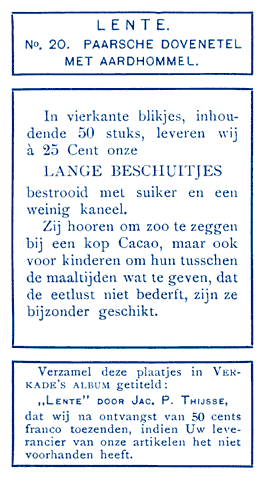 LENTE.
No. 20. PAARSCHE DOVENETEL
MET AARDHOMMEL.
In vierkante blikjes, inhou-
dende 50 stuks, leveren wij
à 25 Cent onze
LANGE BESCHUITJES
bestrooid met suiker en een
weinig kaneel.
Zij hooren om zoo te zeggen
bij een kop Cacao, maar ook
voor kinderen om hun tusschen
de maaltijden wat te geven, dat
de eetlust niet bederft, zijn ze
bijzonder geschikt.
Verzamel deze plaatjes in VER-
KADE'S ALBUM getiteld:
„LENTE" DOOR JAC. P. THIJSSE,
dat wij na ontvangst van 50 cents
franco toezenden, indien Uw leve-
rancier van onze artikelen het niet
voorhanden heeft.